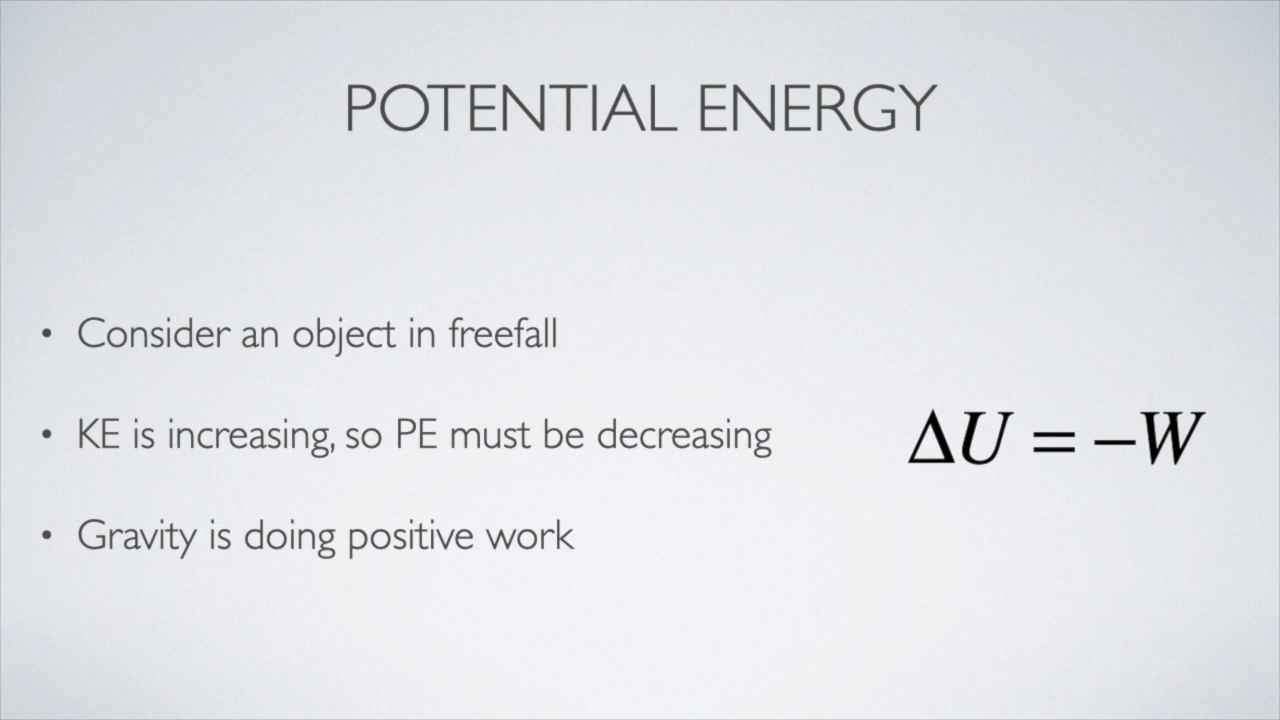 POTENTIAL ENERGY
• Consider an object in freefall
• KE is increasing, so PE must be decreasing
ΔU = −W
• Gravity is doing positive work